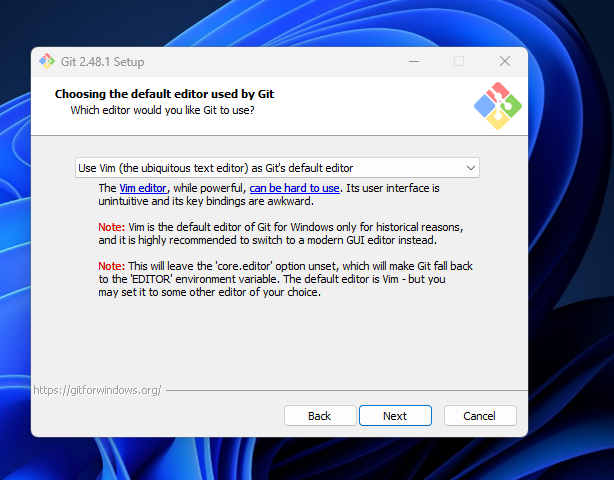 Git 2.48.1 Setup
Choosing the default editor used by Git
Which editor would you like Git to use?
Use Vim (the ubiquitous text editor) as Git's default editor
The Vim editor, while powerful, can be hard to use. Its user interface is
unintuitive and its key bindings are awkward.
Note: Vim is the default editor of Git for Windows only for historical reasons,
and it is highly recommended to switch to a modern GUI editor instead.
Note: This will leave the 'core.editor' option unset, which will make Git fall back
to the 'EDITOR' environment variable. The default editor is Vim - but you
may set it to some other editor of your choice.
https://gitforwindows.org/
Back Next Cancel